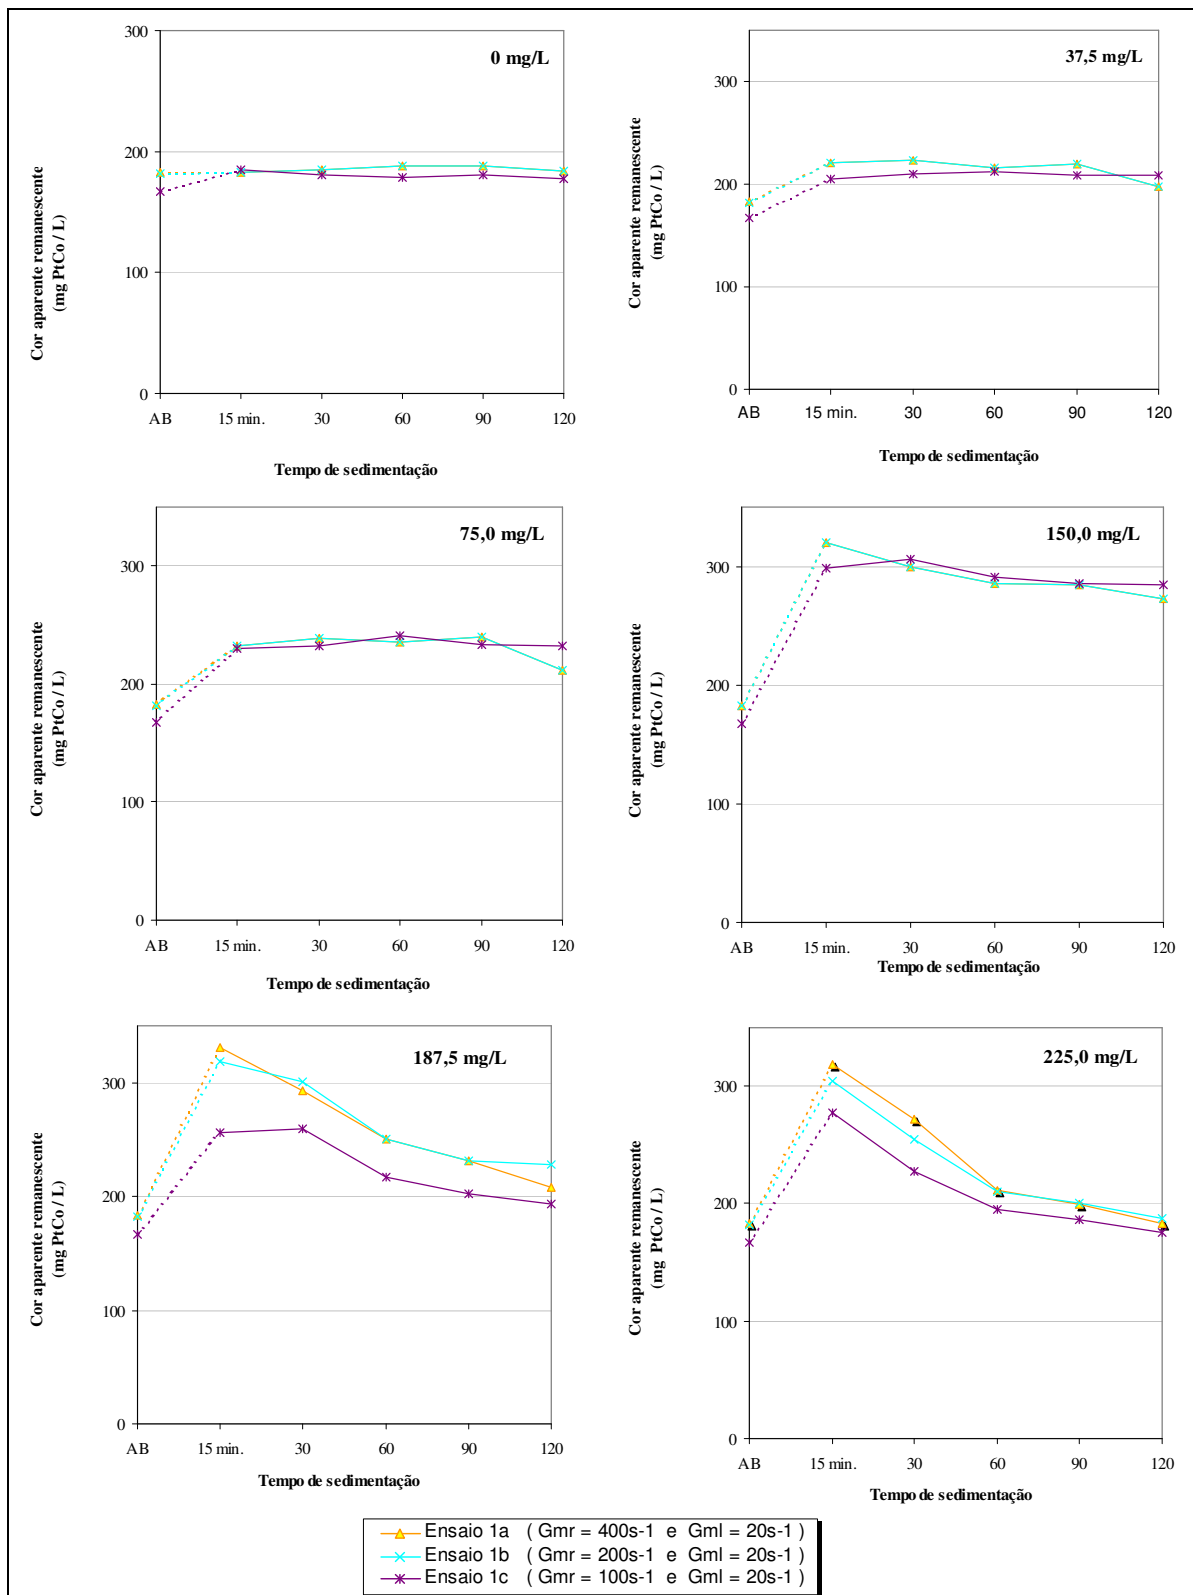 0 mg/L
Cor aparente remanescente
(mg PtCo / L)
300
200
100
0
AB 15 min. 30 60 90 120
Tempo de sedimentação
37,5 mg/L
Cor aparente remanescente
(mg PtCo / L)
300
200
100
0
AB 15 min. 30 60 90 120
Tempo de sedimentação
75,0 mg/L
Cor aparente remanescente
(mg PtCo / L)
300
200
100
0
AB 15 min. 30 60 90 120
Tempo de sedimentação
150,0 mg/L
Cor aparente remanescente
(mg PtCo / L)
300
200
100
0
AB 15 min. 30 60 90 120
Tempo de sedimentação
187,5 mg/L
Cor aparente remanescente
(mg PtCo / L)
300
200
100
0
AB 15 min. 30 60 90 120
Tempo de sedimentação
225,0 mg/L
Cor aparente remanescente
(mg PtCo / L)
300
200
100
0
AB 15 min. 30 60 90 120
Tempo de sedimentação
Ensaio 1a ( Gmr = 400s-1 e Gml = 20s-1 )
Ensaio 1b ( Gmr = 200s-1 e Gml = 20s-1 )
Ensaio 1c ( Gmr = 100s-1 e Gml = 20s-1 )